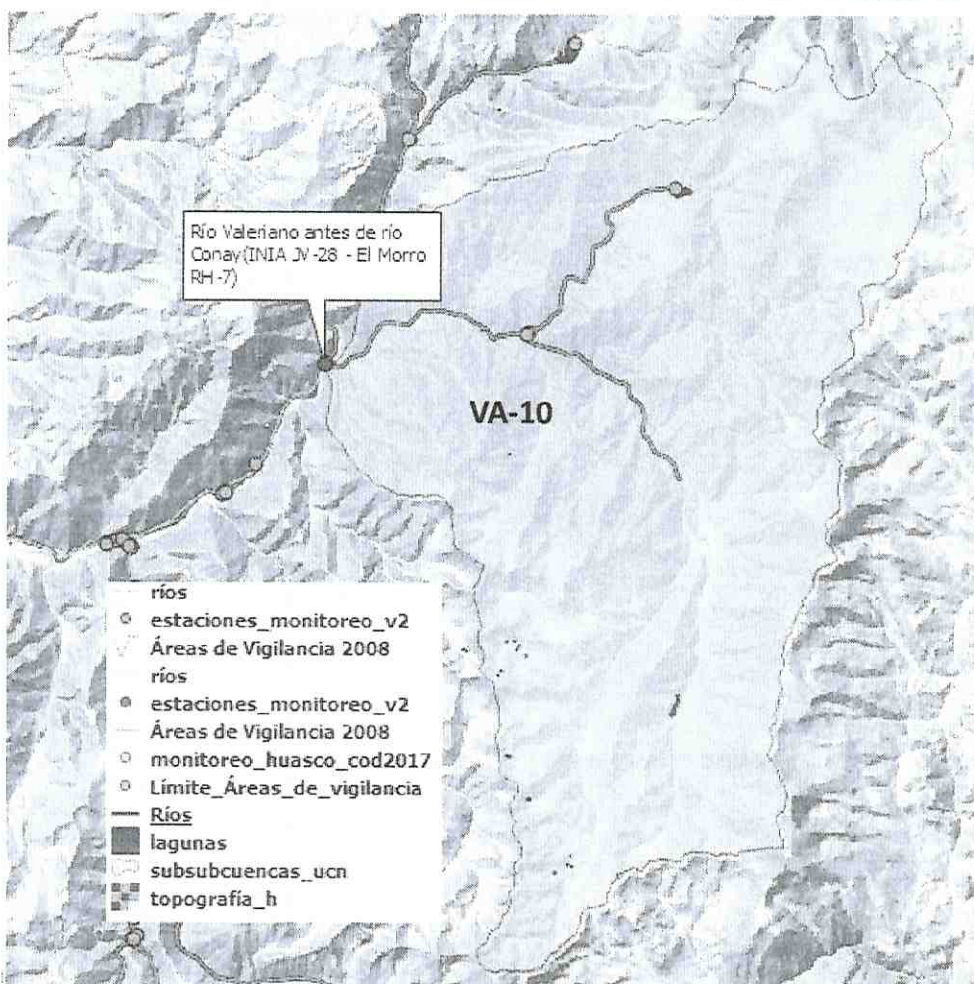 Río Valeriano antes de río
Conay(INIA JV-28 - El Morro
RH-7)
VA-10
ríos
estaciones_monitoreo_v2
Áreas de Vigilancia 2008
ríos
estaciones_monitoreo_v2
Áreas de Vigilancia 2008
monitoreo_huasco_cod2017
Límite_Áreas_de_vigilancia
Ríos
lagunas
subsubcuencas_ucn
topografía_h